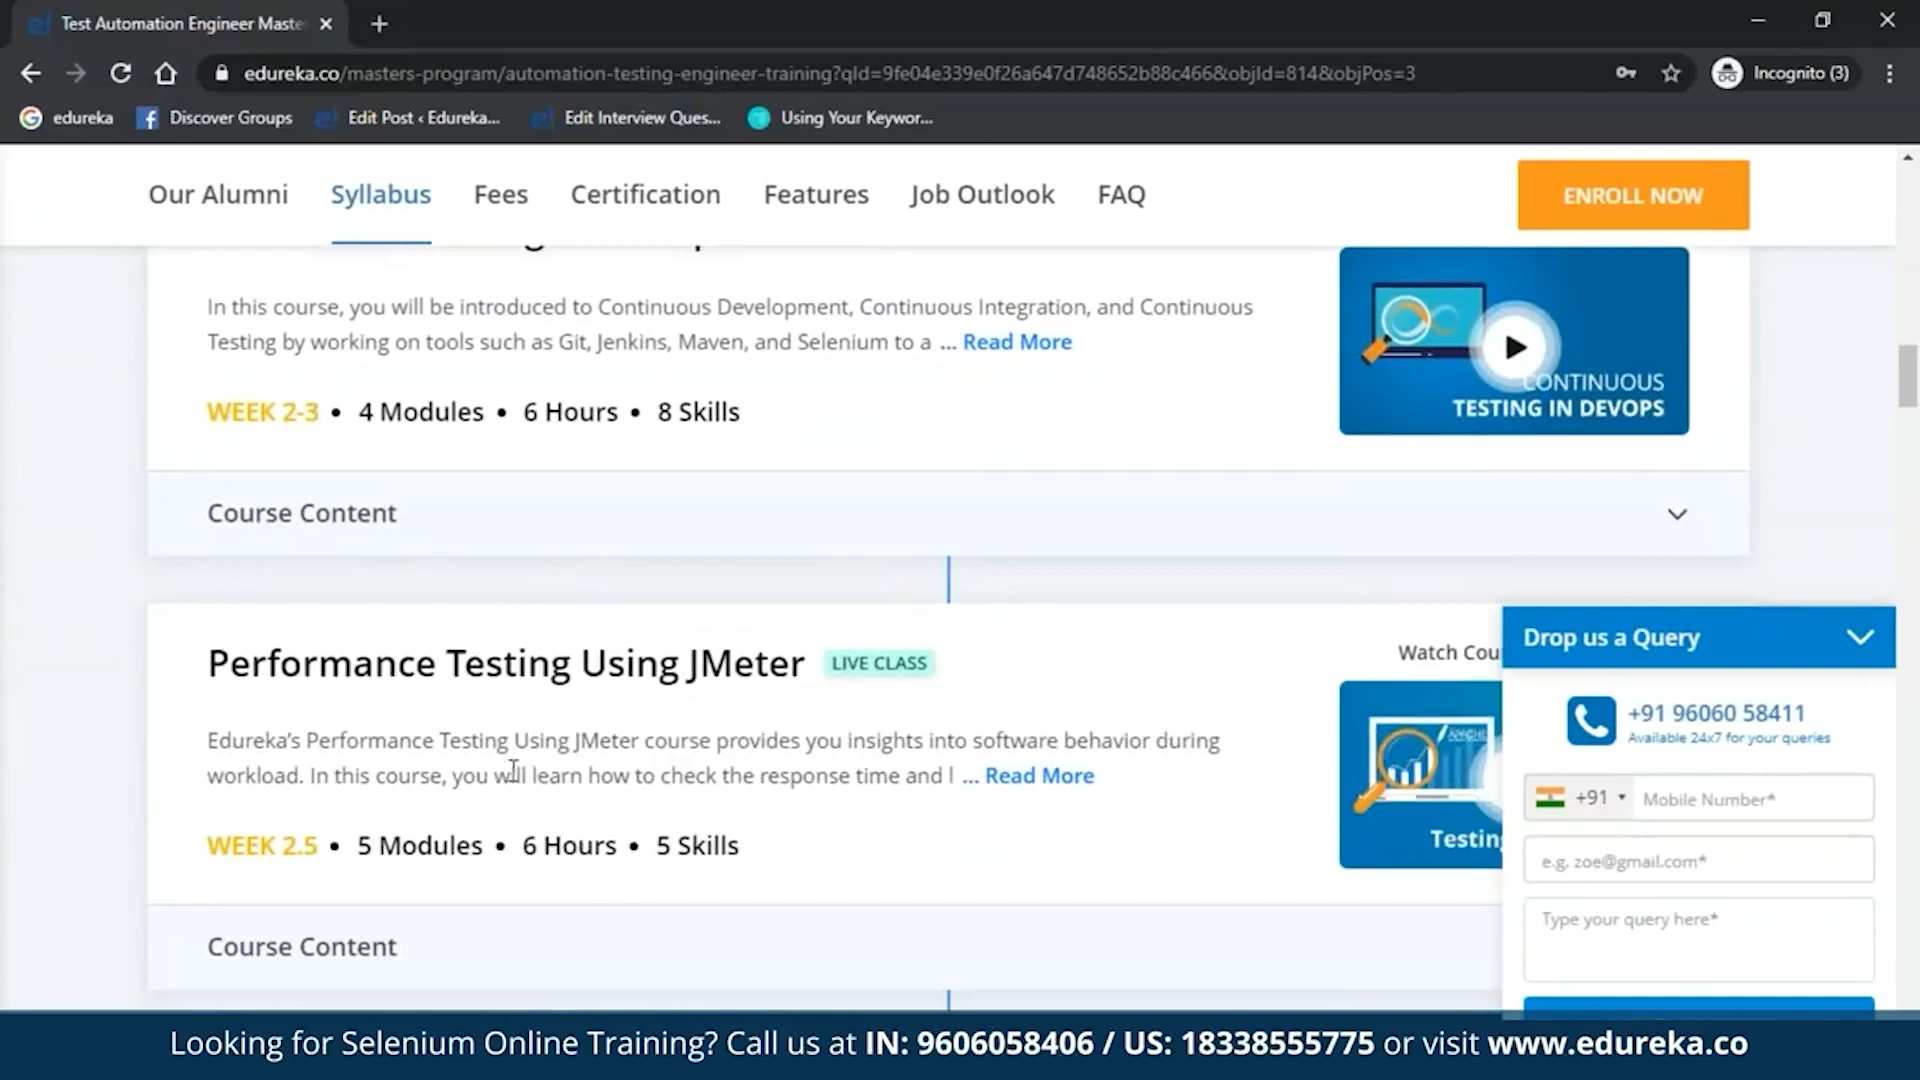 Test Automation Engineer Maste
edureka.co/masters-program/automation-testing-engineer-training?qId=9fe04e339e0f26a647d748652b88c466&objId=814&objPos=3
Incognito (3)
edureka
Discover Groups
Edit Post ‹ Edureka...
Edit Interview Ques...
Using Your Keywor...
Our Alumni
Syllabus
Fees
Certification
Features
Job Outlook
FAQ
ENROLL NOW
In this course, you will be introduced to Continuous Development, Continuous Integration, and Continuous
Testing by working on tools such as Git, Jenkins, Maven, and Selenium to a ... Read More
WEEK 2-3 • 4 Modules • 6 Hours • 8 Skills
CONTINUOUS
TESTING IN DEVOPS
Course Content
Performance Testing Using JMeter
LIVE CLASS
Edureka's Performance Testing Using JMeter course provides you insights into software behavior during
workload. In this course, you will learn how to check the response time and l ... Read More
WEEK 2.5 • 5 Modules • 6 Hours • 5 Skills
Watch Cou
APACHE
Testing
Course Content
Drop us a Query
+91 96060 58411
Available 24x7 for your queries
+91
Mobile Number*
e.g. zoe@gmail.com*
Type your query here*
Looking for Selenium Online Training? Call us at IN: 9606058406 / US: 18338555775 or visit www.edureka.co